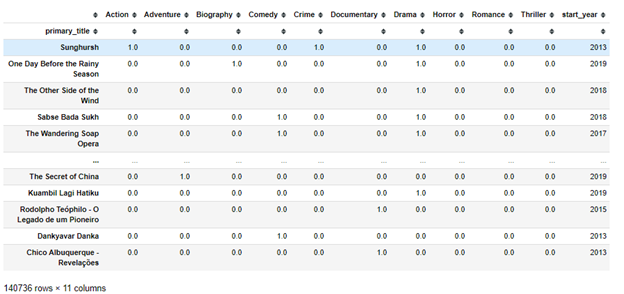 Action Adventure Biography Comedy Crime Documentary Drama Horror Romance Thriller start_year
primary_title
Sunghursh 1.0 0.0 0.0 0.0 1.0 0.0 1.0 0.0 0.0 0.0 2013
One Day Before the Rainy
Season 0.0 0.0 1.0 0.0 0.0 0.0 1.0 0.0 0.0 0.0 2019
The Other Side of the
Wind 0.0 0.0 0.0 0.0 0.0 0.0 1.0 0.0 0.0 0.0 2018
Sabse Bada Sukh 0.0 0.0 0.0 1.0 0.0 0.0 1.0 0.0 0.0 0.0 2018
The Wandering Soap
Opera 0.0 0.0 0.0 1.0 0.0 0.0 1.0 0.0 0.0 0.0 2017
... ... ... ... ... ... ... ... ... ... ... ...
The Secret of China 0.0 1.0 0.0 0.0 0.0 0.0 0.0 0.0 0.0 0.0 2019
Kuambil Lagi Hatiku 0.0 0.0 0.0 0.0 0.0 0.0 1.0 0.0 0.0 0.0 2019
Rodolpho Teóphilo - O
Legado de um Pioneiro 0.0 0.0 0.0 0.0 0.0 1.0 0.0 0.0 0.0 0.0 2015
Dankyavar Danka 0.0 0.0 0.0 1.0 0.0 0.0 0.0 0.0 0.0 0.0 2013
Chico Albuquerque -
Revelações 0.0 0.0 0.0 0.0 0.0 1.0 0.0 0.0 0.0 0.0 2013
140736 rows × 11 columns